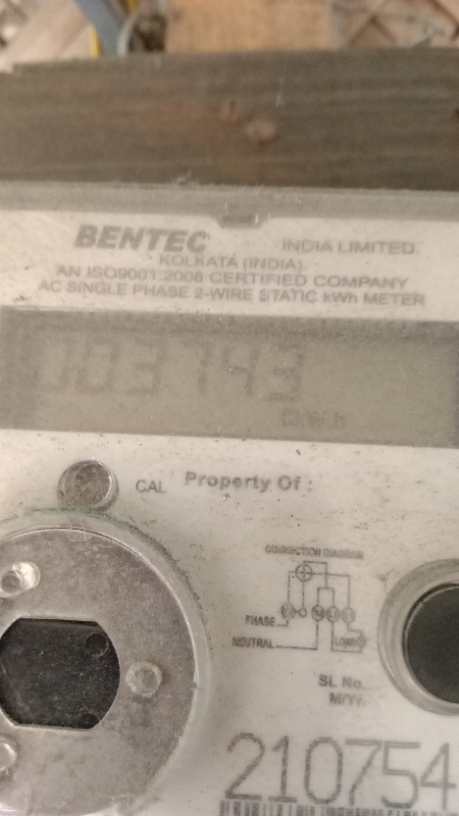 BENTEC INDIA LIMITED
KOLKATA (INDIA)
AN ISO9001:2008 CERTIFIED COMPANY
AC SINGLE PHASE 2-WIRE STATIC kWh METER
003743
CKW.h
CAL Property Of :
CONNECTION DIAGRAM
PHASE
NEUTRAL
LOAD
SL No.
M/Yr.
210754